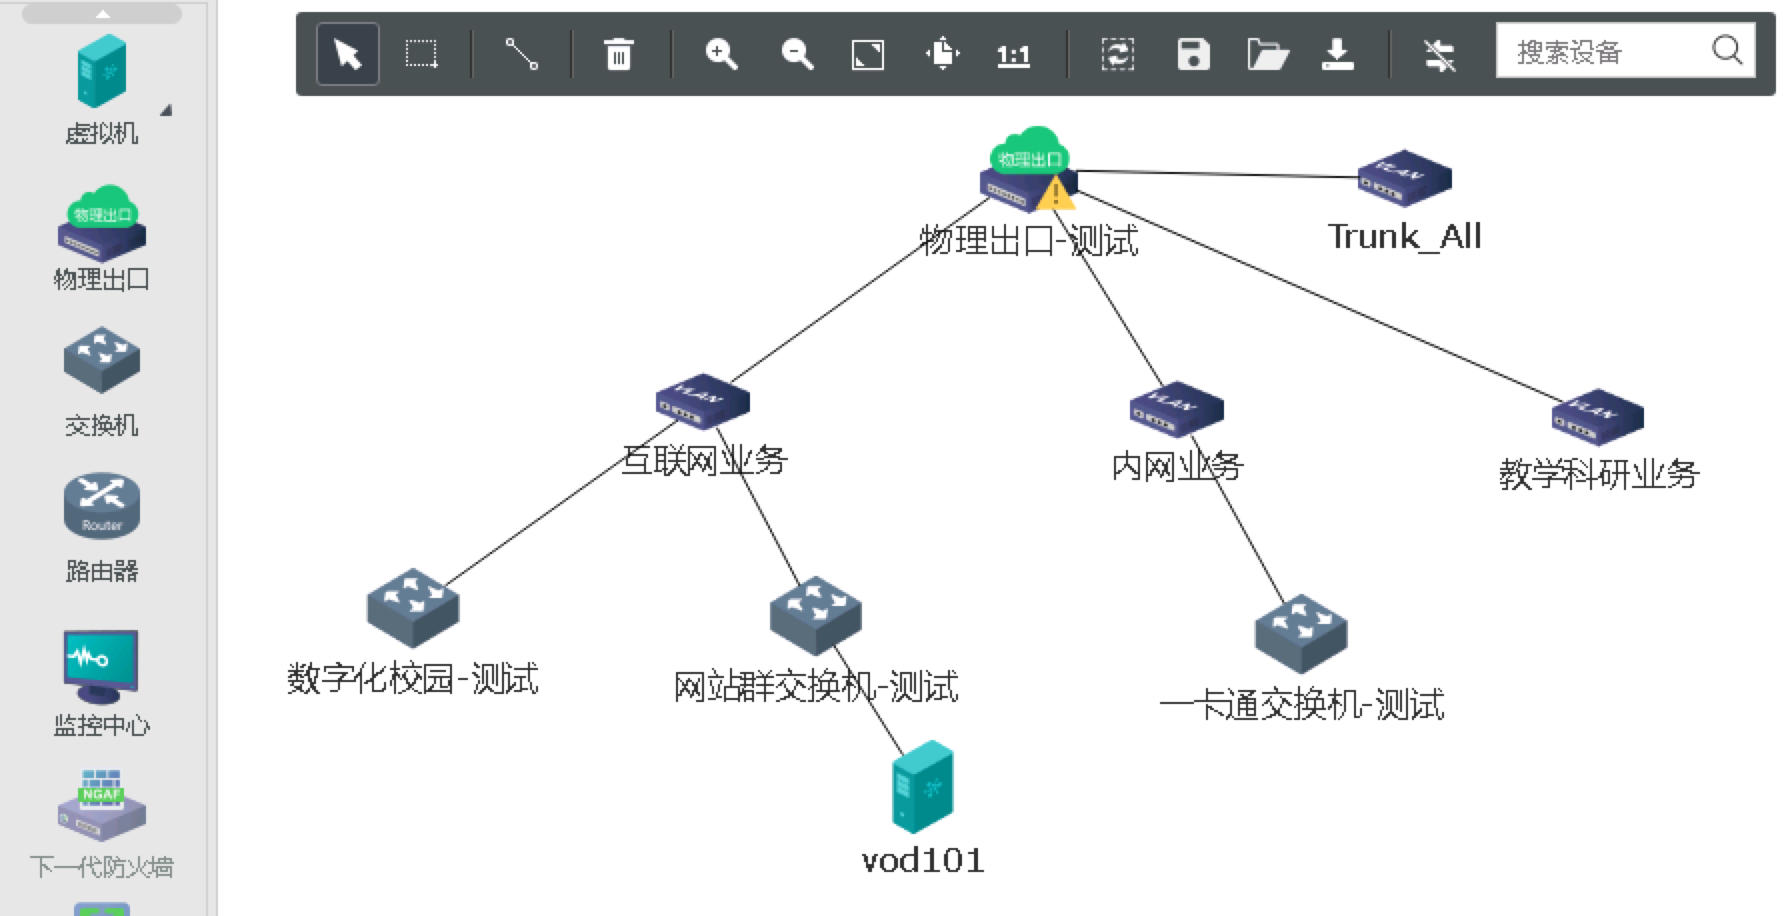 1:1
搜索设备
虚拟机
物理出口
物理出口
交换机
Router
路由器
监控中心
NGAF
下一代防火墙
物理出口
物理出口-测试
VLAN
Trunk_All
VLAN
互联网业务
VLAN
内网业务
VLAN
教学科研业务
数字化校园-测试
网站群交换机-测试
一卡通交换机-测试
vod101